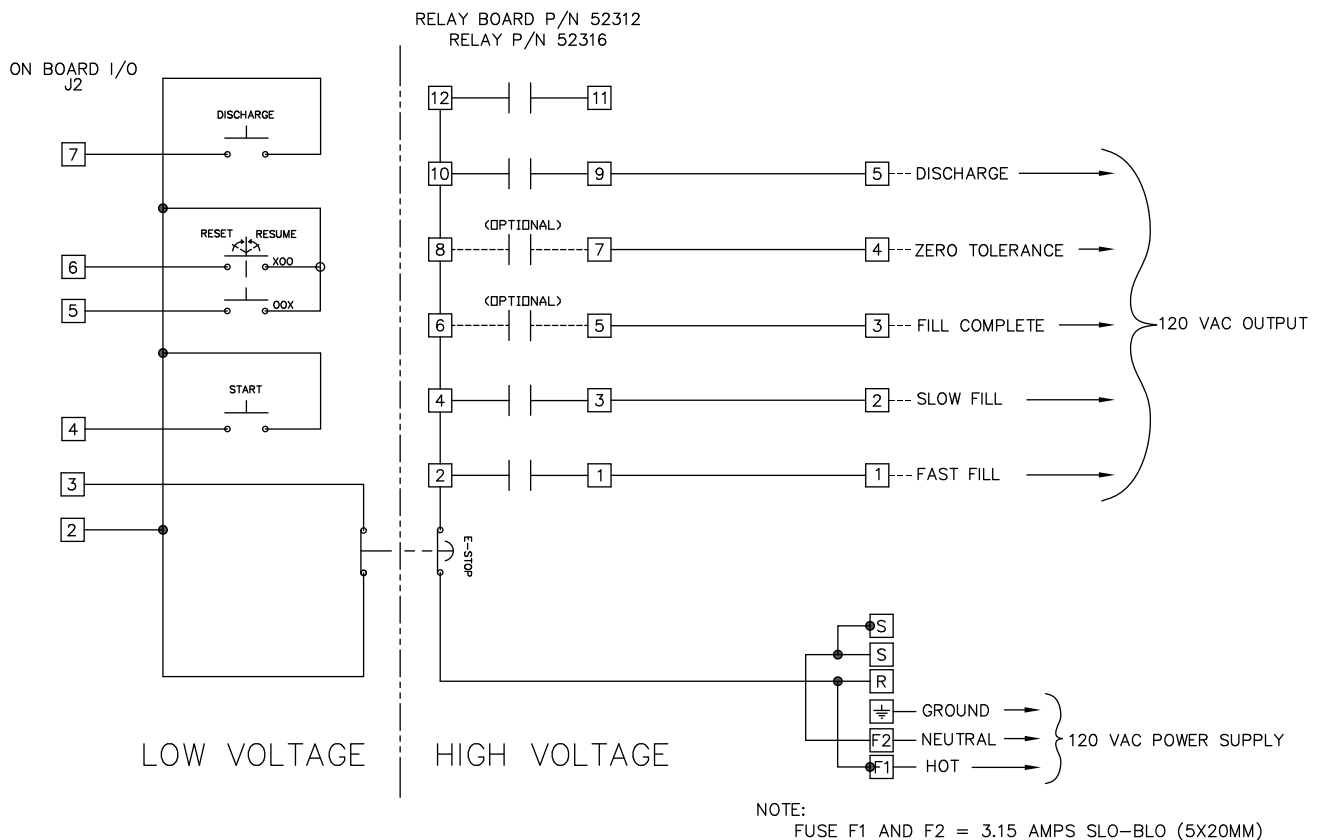 RELAY BOARD P/N 52312
RELAY P/N 52316
ON BOARD I/O
J2
12
11
DISCHARGE
7
10
9
5
DISCHARGE
(OPTIONAL)
RESET
RESUME
8
7
4
ZERO TOLERANCE
6
XOO
(OPTIONAL)
5
OOX
6
5
3
FILL COMPLETE
120 VAC OUTPUT
START
4
3
2
SLOW FILL
4
3
2
1
1
FAST FILL
2
E-STOP
S
S
R
GROUND
F2
NEUTRAL
120 VAC POWER SUPPLY
F1
HOT
LOW VOLTAGE
HIGH VOLTAGE
NOTE:
FUSE F1 AND F2 = 3.15 AMPS SLO-BLO (5X20MM)